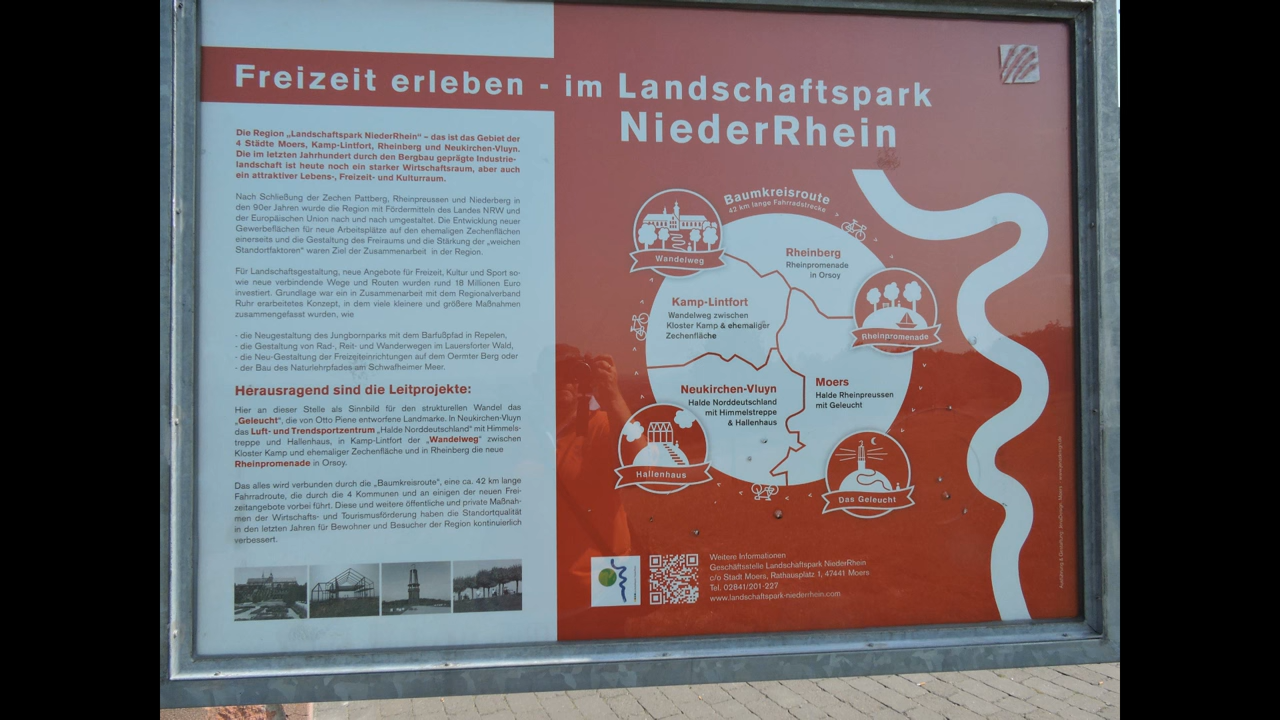 Freizeit erleben - im Landschaftspark
NiederRhein
Die Region „Landschaftspark NiederRhein“ – das ist das Gebiet der
4 Städte Moers, Kamp-Lintfort, Rheinberg und Neukirchen-Vluyn.
Die im letzten Jahrhundert durch den Bergbau geprägte Industrie-
landschaft ist heute noch ein starker Wirtschaftsraum, aber auch
ein attraktiver Lebens-, Freizeit- und Kulturraum.
Nach Schließung der Zechen Pattberg, Rheinpreussen und Niederberg in
den 90er Jahren wurde die Region mit Fördermitteln des Landes NRW und
der Europäischen Union nach und nach umgestaltet. Die Entwicklung neuer
Gewerbeflächen für neue Arbeitsplätze auf den ehemaligen Zechenflächen
einerseits und die Gestaltung des Freiraums und die Stärkung der „weichen
Standortfaktoren“ waren Ziel der Zusammenarbeit in der Region.
Für Landschaftsgestaltung, neue Angebote für Freizeit, Kultur und Sport so-
wie neue verbindende Wege und Routen wurden rund 18 Millionen Euro
investiert. Grundlage war ein in Zusammenarbeit mit dem Regionalverband
Ruhr erarbeitetes Konzept, in dem viele kleinere und größere Maßnahmen
zusammengefasst wurden, wie
- die Neugestaltung des Jungbornparks mit dem Barfußpfad in Repelen,
- die Gestaltung von Rad-, Reit- und Wanderwegen im Lauersforter Wald,
- die Neu-Gestaltung der Freizeiteinrichtungen auf dem Oermter Berg oder
- der Bau des Naturlehrpfades am Schwafheimer Meer.
Herausragend sind die Leitprojekte:
Hier an dieser Stelle als Sinnbild für den strukturellen Wandel das
„Geleucht“, die von Otto Piene entworfene Landmarke. In Neukirchen-Vluyn
das Luft- und Trendsportzentrum „Halde Norddeutschland“ mit Himmels-
treppe und Hallenhaus, in Kamp-Lintfort der „Wandelweg“ zwischen
Kloster Kamp und ehemaliger Zechenfläche und in Rheinberg die neue
Rheinpromenade in Orsoy.
Das alles wird verbunden durch die „Baumkreisroute“, eine ca. 42 km lange
Fahrradroute, die durch die 4 Kommunen und an einigen der neuen Frei-
zeitangebote vorbei führt. Diese und weitere öffentliche und private Maßnah-
men der Wirtschafts- und Tourismusförderung haben die Standortqualität
in den letzten Jahren für Bewohner und Besucher der Region kontinuierlich
verbessert.
Baumkreisroute
42 km lange Fahrradstrecke
Wandelweg
Rheinberg
Rheinpromenade
in Orsoy
Rheinpromenade
Kamp-Lintfort
Wandelweg zwischen
Kloster Kamp & ehemaliger
Zechenfläche
Neukirchen-Vluyn
Halde Norddeutschland
mit Himmelstreppe
& Hallenhaus
Moers
Halde Rheinpreussen
mit Geleucht
Hallenhaus
Das Geleucht
Weitere Informationen
Geschäftsstelle Landschaftspark NiederRhein
c/o Stadt Moers, Rathausplatz 1, 47441 Moers
Tel. 02841/201-227
www.landschaftspark-niederrhein.com